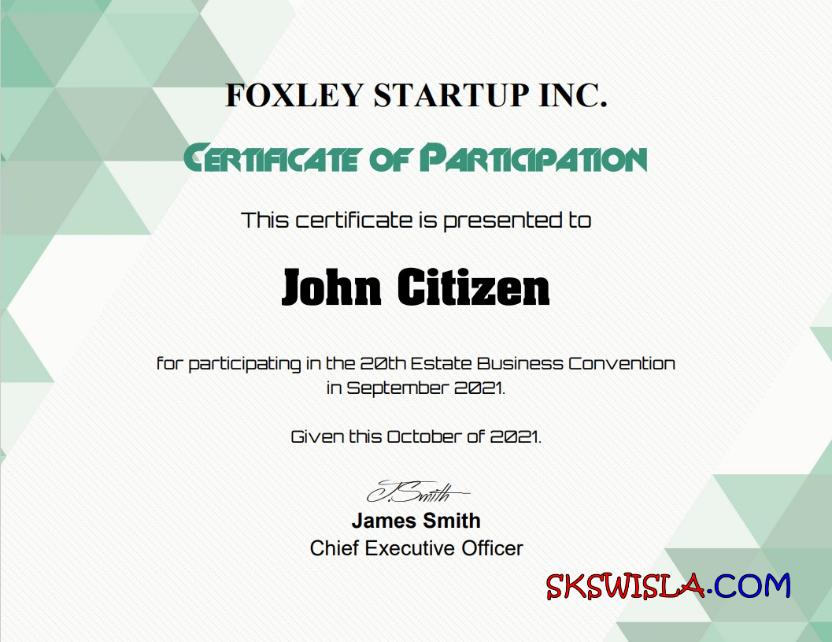 FOXLEY STARTUP INC.
CERTIFICATE OF PARTICIPATION
This certificate is presented to
John Citizen
for participating in the 20th Estate Business Convention
in September 2021.
Given this October of 2021.
J.Smith
James Smith
Chief Executive Officer
SKSWISLA.COM